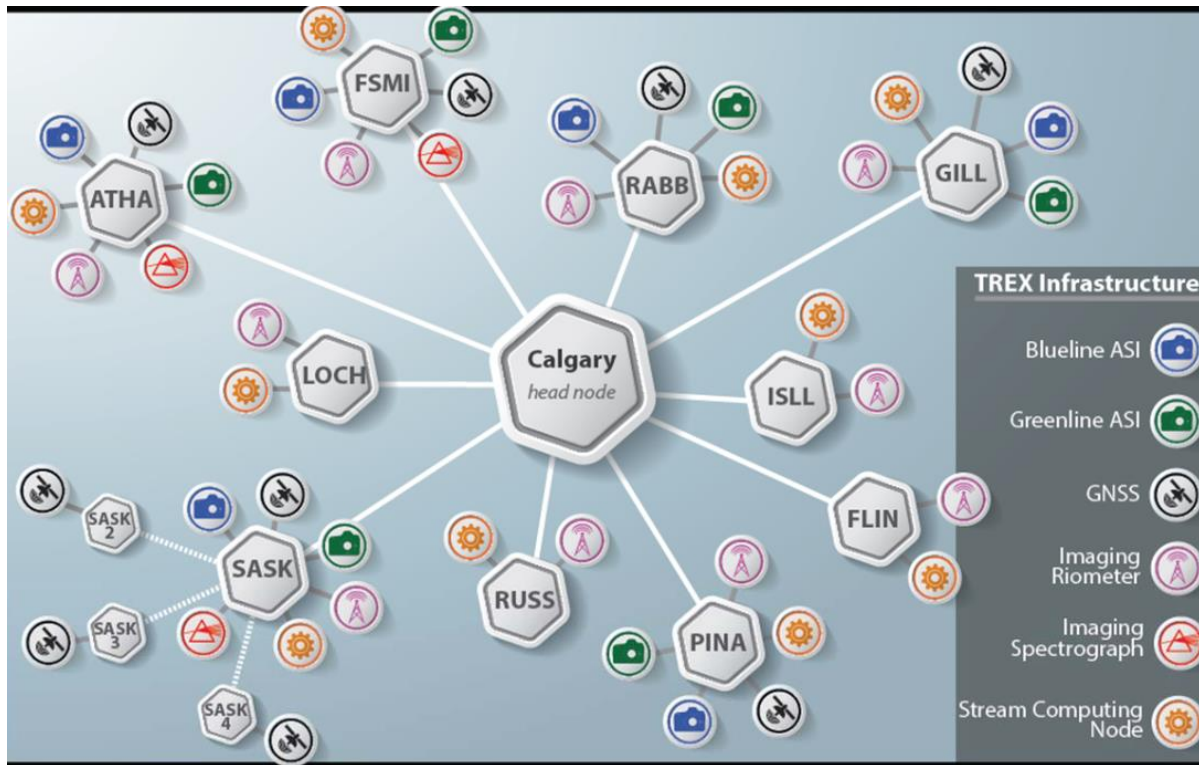 FSMI
ATHA
RABB
GILL
LOCH
Calgary
head node
ISLL
SASK
2
SASK
SASK
3
SASK
4
RUSS
PINA
FLIN
TREX Infrastructure
Blueline ASI
Greenline ASI
GNSS
Imaging
Riometer
Imaging
Spectrograph
Stream Computing
Node